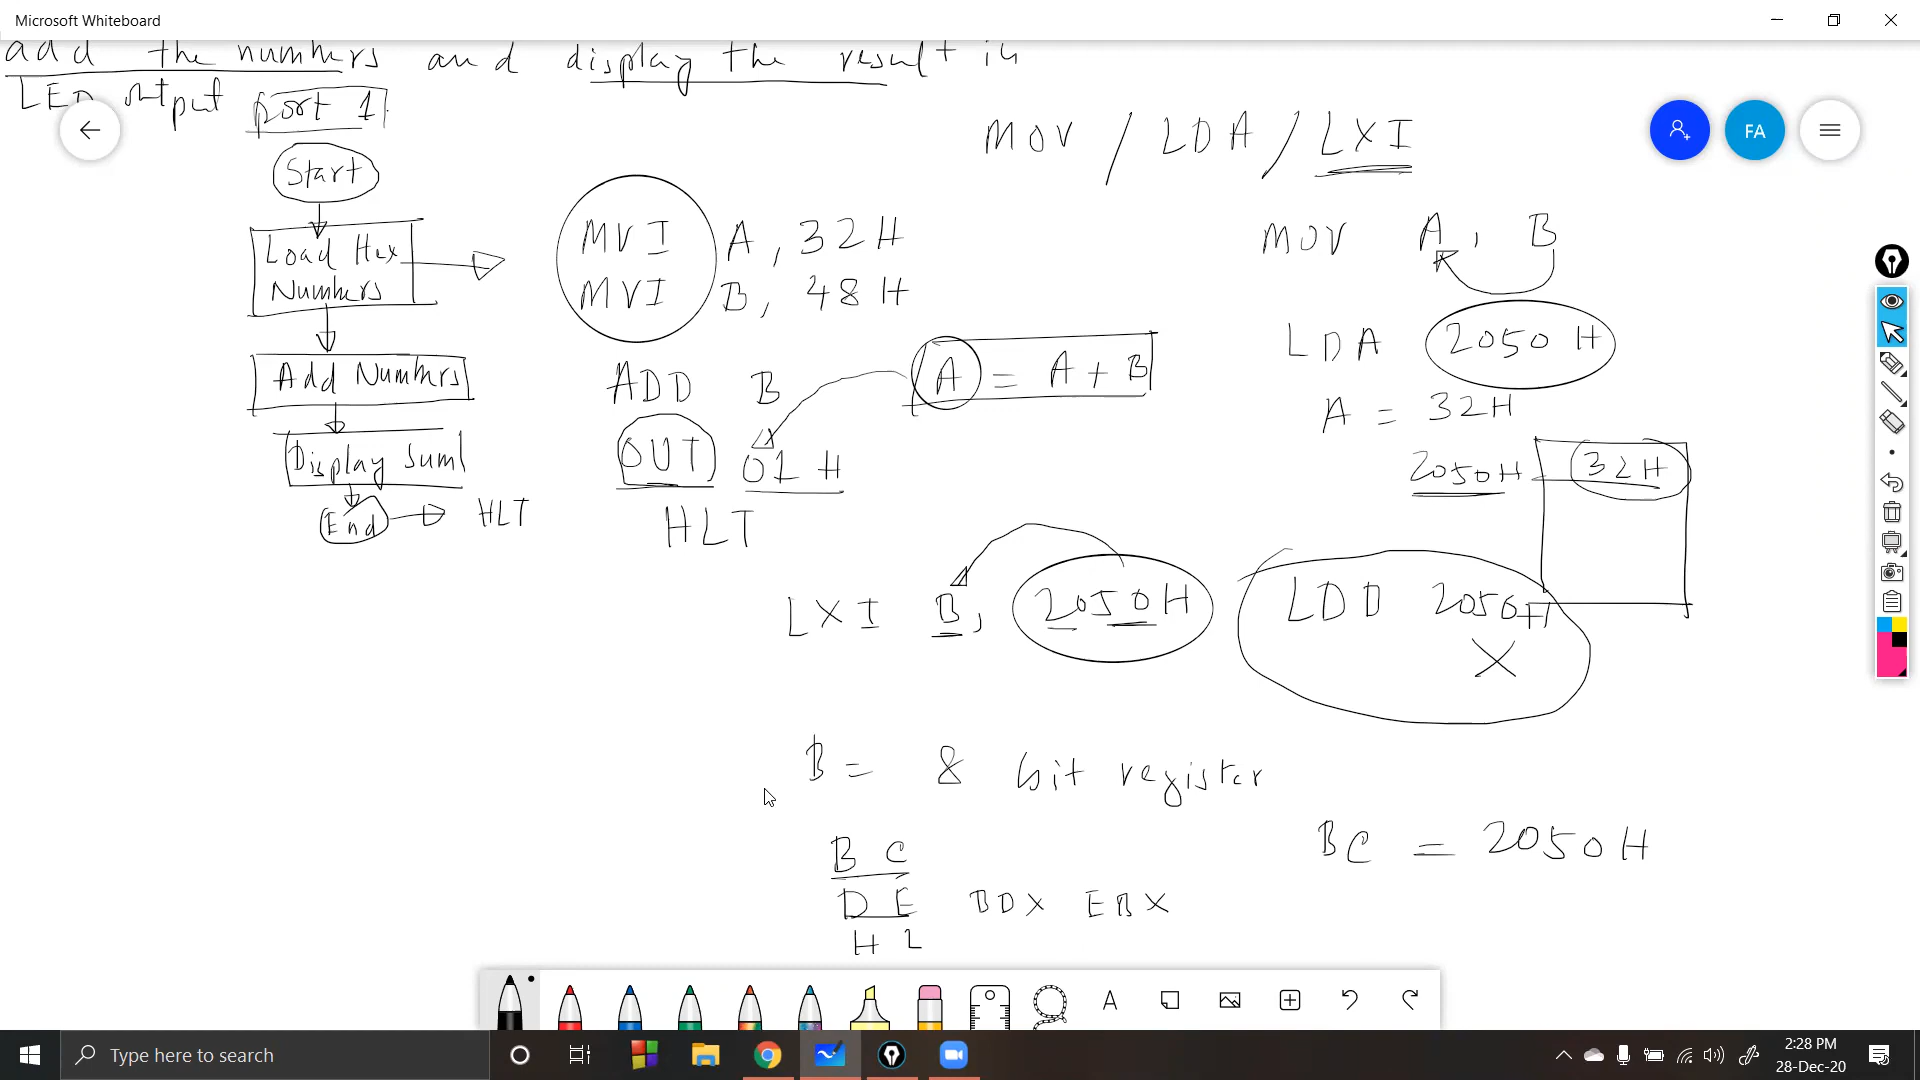 Microsoft Whiteboard
add the numbers and display the result in
LED output port 1
FA
Start
Load Hex
Numbers
Add Numbers
Display Sum
End
HLT
MVI A, 32H
MVI B, 48H
ADD B
A = A + B
OUT 01 H
HLT
MOV / LDA / LXI
MOV A, B
LDA 2050 H
A = 32H
2050H 32H
LXI B, 2050H
LDD 2050H
X
B = 8 bit register
B C
D E
H L
BDX EBX
BC = 2050H
A
Type here to search
2:28 PM
28-Dec-20